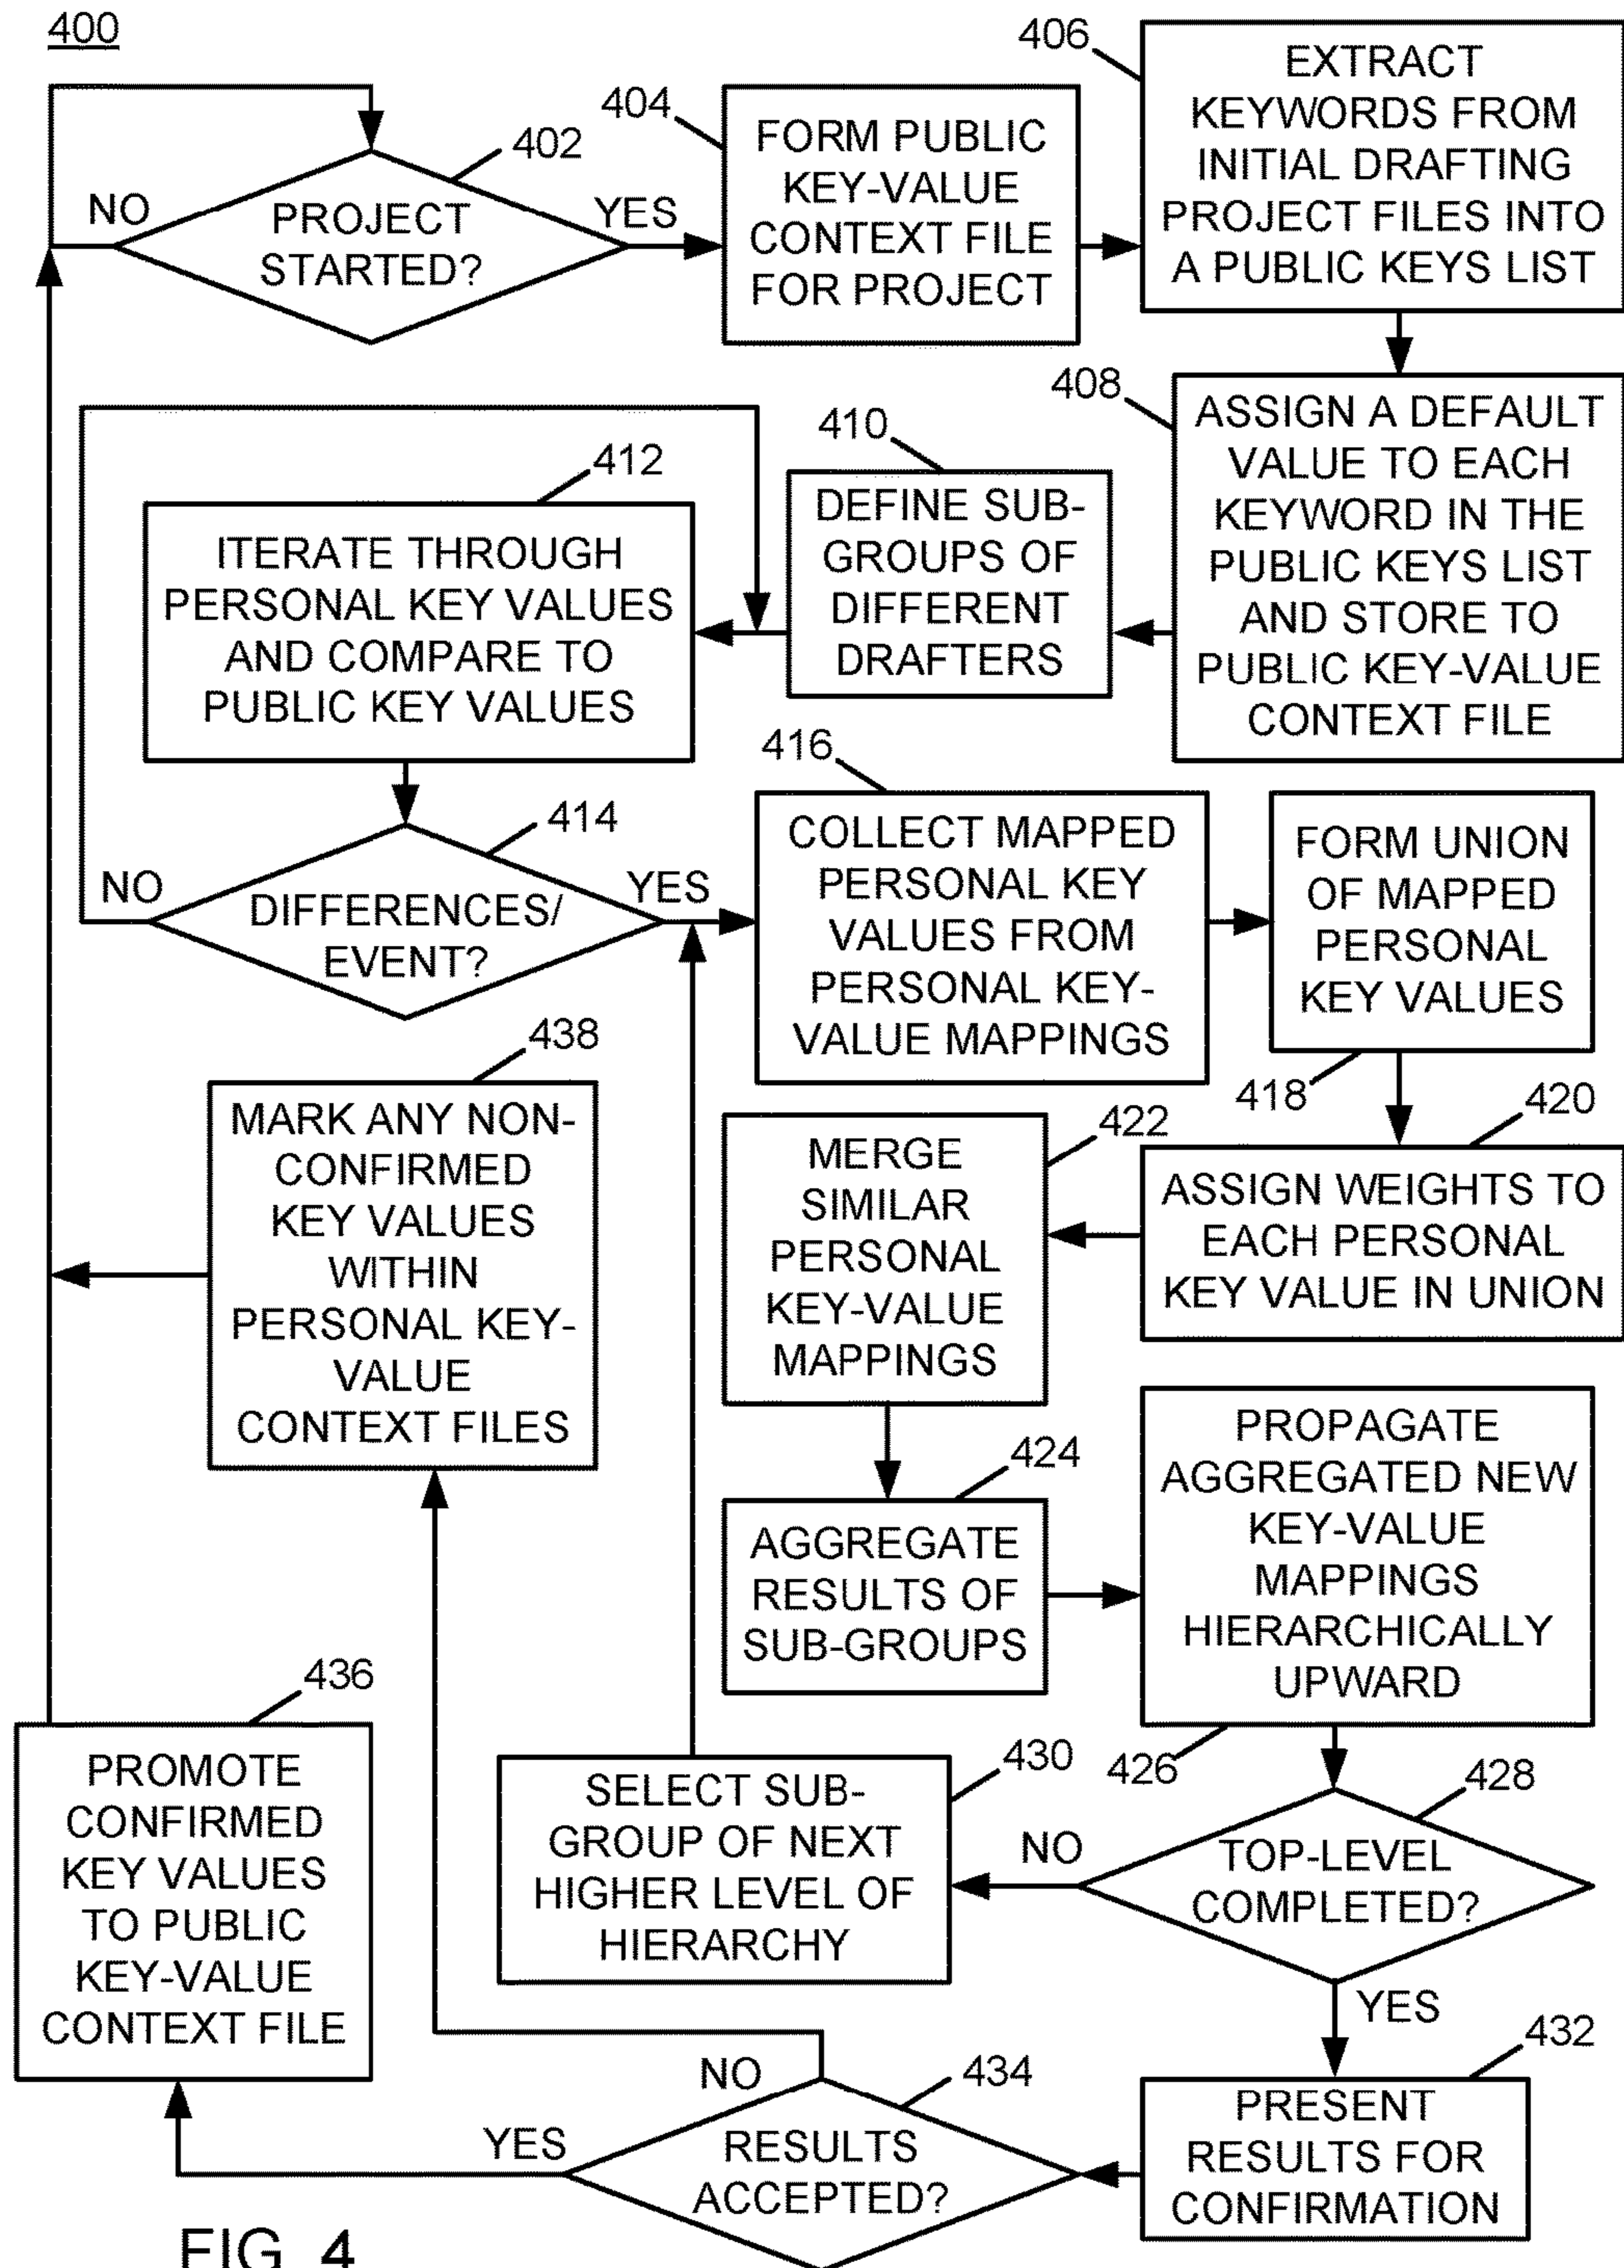 400
402
PROJECT
STARTED?
NO
YES
404
FORM PUBLIC
KEY-VALUE
CONTEXT FILE
FOR PROJECT
406
EXTRACT
KEYWORDS FROM
INITIAL DRAFTING
PROJECT FILES INTO
A PUBLIC KEYS LIST
408
ASSIGN A DEFAULT
VALUE TO EACH
KEYWORD IN THE
PUBLIC KEYS LIST
AND STORE TO
PUBLIC KEY-VALUE
CONTEXT FILE
410
DEFINE SUB-
GROUPS OF
DIFFERENT
DRAFTERS
412
ITERATE THROUGH
PERSONAL KEY VALUES
AND COMPARE TO
PUBLIC KEY VALUES
414
DIFFERENCES/
EVENT?
NO
YES
416
COLLECT MAPPED
PERSONAL KEY
VALUES FROM
PERSONAL KEY-
VALUE MAPPINGS
FORM UNION
OF MAPPED
PERSONAL
KEY VALUES
418
420
ASSIGN WEIGHTS TO
EACH PERSONAL
KEY VALUE IN UNION
422
MERGE
SIMILAR
PERSONAL
KEY-VALUE
MAPPINGS
424
AGGREGATE
RESULTS OF
SUB-GROUPS
PROPAGATE
AGGREGATED NEW
KEY-VALUE
MAPPINGS
HIERARCHICALLY
UPWARD
426
428
TOP-LEVEL
COMPLETED?
NO
YES
430
SELECT SUB-
GROUP OF NEXT
HIGHER LEVEL OF
HIERARCHY
432
PRESENT
RESULTS FOR
CONFIRMATION
434
RESULTS
ACCEPTED?
NO
YES
436
PROMOTE
CONFIRMED
KEY VALUES
TO PUBLIC
KEY-VALUE
CONTEXT FILE
438
MARK ANY NON-
CONFIRMED
KEY VALUES
WITHIN
PERSONAL KEY-
VALUE
CONTEXT FILES
FIG. 4